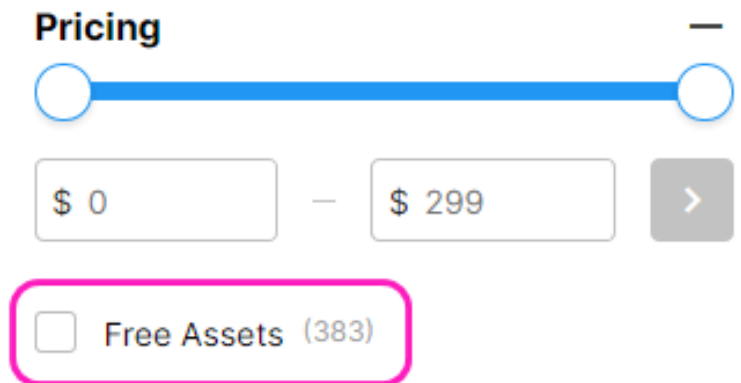 Pricing
$ 0 – $ 299
Free Assets (383)